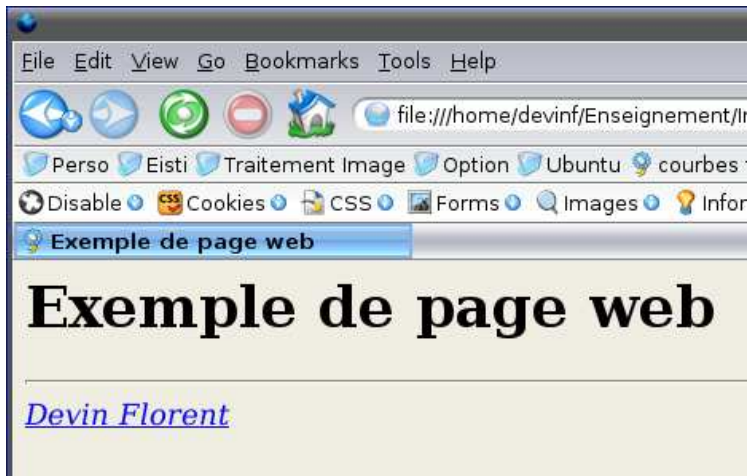 File Edit View Go Bookmarks Tools Help
file:///home/devinf/Enseignement/
Perso Eisti Traitement Image Option Ubuntu courbes
Disable Cookies CSS Forms Images
Exemple de page web
Exemple de page web
Devin Florent